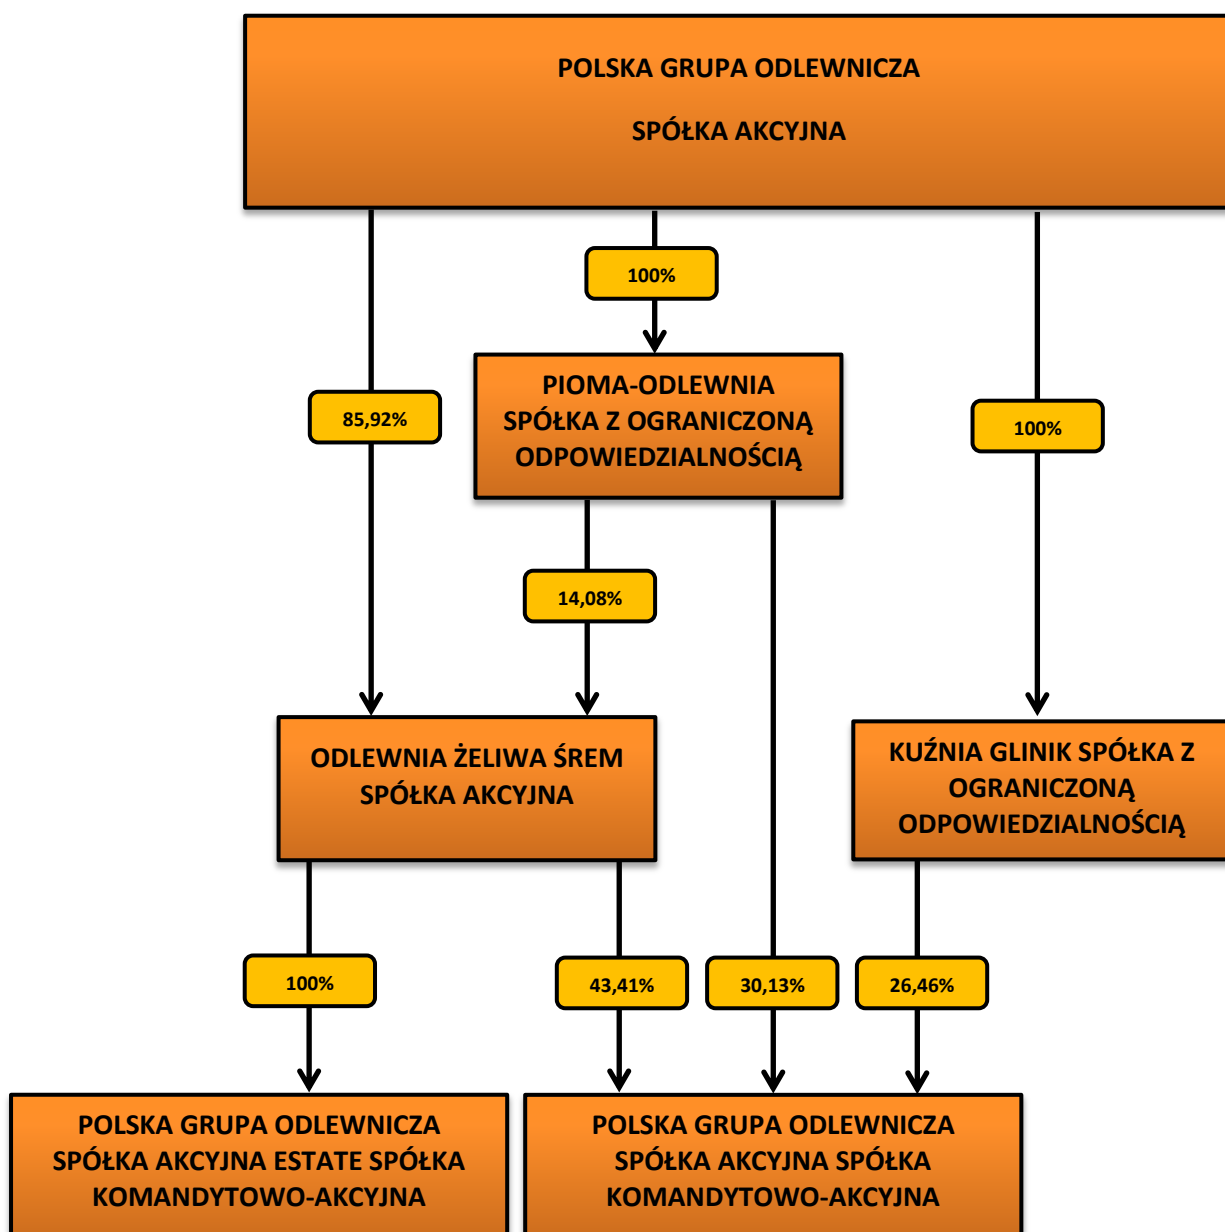 POLSKA GRUPA ODLEWNICZA
SPÓŁKA AKCYJNA
100%
PIOMA-ODLEWNIA
SPÓŁKA Z OGRANICZONĄ
ODPOWIEDZIALNOŚCIĄ
85,92%
100%
14,08%
ODLEWNIA ŻELIWA ŚREM
SPÓŁKA AKCYJNA
KUŹNIA GLINIK SPÓŁKA Z
OGRANICZONĄ
ODPOWIEDZIALNOŚCIĄ
100%
43,41%
30,13%
26,46%
POLSKA GRUPA ODLEWNICZA
SPÓŁKA AKCYJNA ESTATE SPÓŁKA
KOMANDYTOWO-AKCYJNA
POLSKA GRUPA ODLEWNICZA
SPÓŁKA AKCYJNA SPÓŁKA
KOMANDYTOWO-AKCYJNA